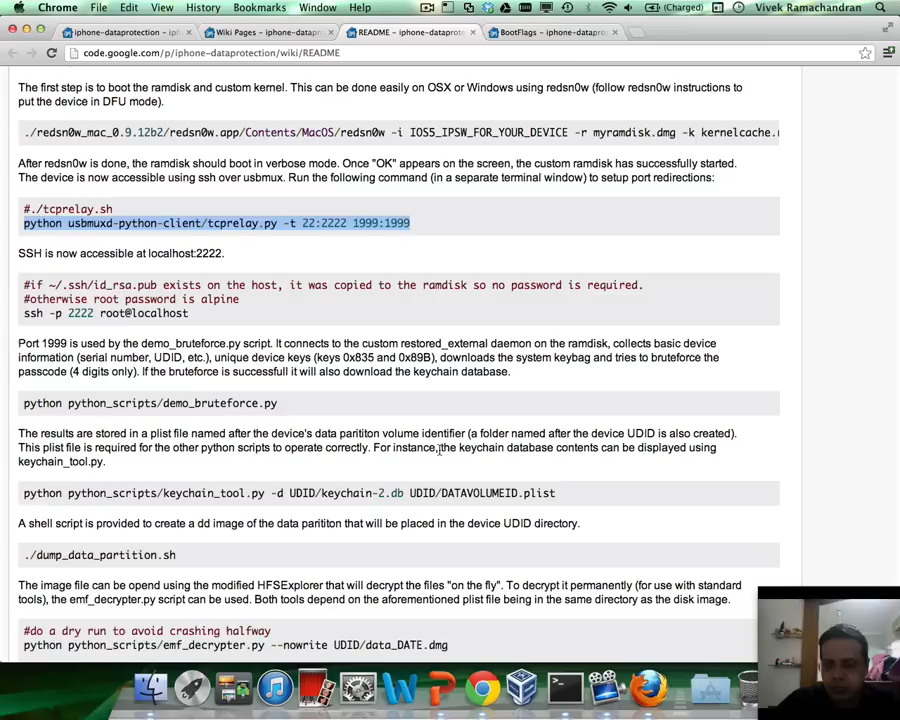 Chrome File Edit View History Bookmarks Window Help (Charged) Vivek Ramachandran
iphone-dataprotection - iph
Wiki Pages - iphone-dataprot
README - iphone-dataprote
BootFlags - iphone-dataprot
code.google.com/p/iphone-dataprotection/wiki/README
The first step is to boot the ramdisk and custom kernel. This can be done easily on OSX or Windows using redsn0w (follow redsn0w instructions to
put the device in DFU mode).
./redsn0w_mac_0.9.12b2/redsn0w.app/Contents/MacOS/redsn0w -i IOS5_IPSW_FOR_YOUR_DEVICE -r myramdisk.dmg -k kernelcache.
After redsn0w is done, the ramdisk should boot in verbose mode. Once "OK" appears on the screen, the custom ramdisk has successfully started.
The device is now accessible using ssh over usbmux. Run the following command (in a separate terminal window) to setup port redirections:
#./tcprelay.sh
python usbmuxd-python-client/tcprelay.py -t 22:2222 1999:1999
SSH is now accessible at localhost:2222.
#if ~/.ssh/id_rsa.pub exists on the host, it was copied to the ramdisk so no password is required.
#otherwise root password is alpine
ssh -p 2222 root@localhost
Port 1999 is used by the demo_bruteforce.py script. It connects to the custom restored_external daemon on the ramdisk, collects basic device
information (serial number, UDID, etc.), unique device keys (keys 0x835 and 0x89B), downloads the system keybag and tries to bruteforce the
passcode (4 digits only). If the bruteforce is successfull it will also download the keychain database.
python python_scripts/demo_bruteforce.py
The results are stored in a plist file named after the device's data parititon volume identifier (a folder named after the device UDID is also created).
This plist file is required for the other python scripts to operate correctly. For instance, the keychain database contents can be displayed using
keychain_tool.py.
python python_scripts/keychain_tool.py -d UDID/keychain-2.db UDID/DATAVOLUMEID.plist
A shell script is provided to create a dd image of the data parititon that will be placed in the device UDID directory.
./dump_data_partition.sh
The image file can be opend using the modified HFSExplorer that will decrypt the files "on the fly". To decrypt it permanently (for use with standard
tools), the emf_decrypter.py script can be used. Both tools depend on the aforementioned plist file being in the same directory as the disk image.
#do a dry run to avoid crashing halfway
python python_scripts/emf_decrypter.py --nowrite UDID/data_DATE.dmg